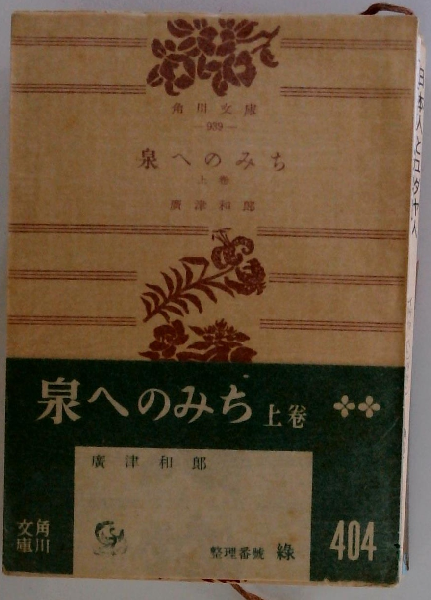 角川文庫
—989—
泉へのみち
上巻
廣津和郎
泉へのみち 上巻
廣津和郎
角川
文庫
整理番號 綠
404
日本人とユダヤ人